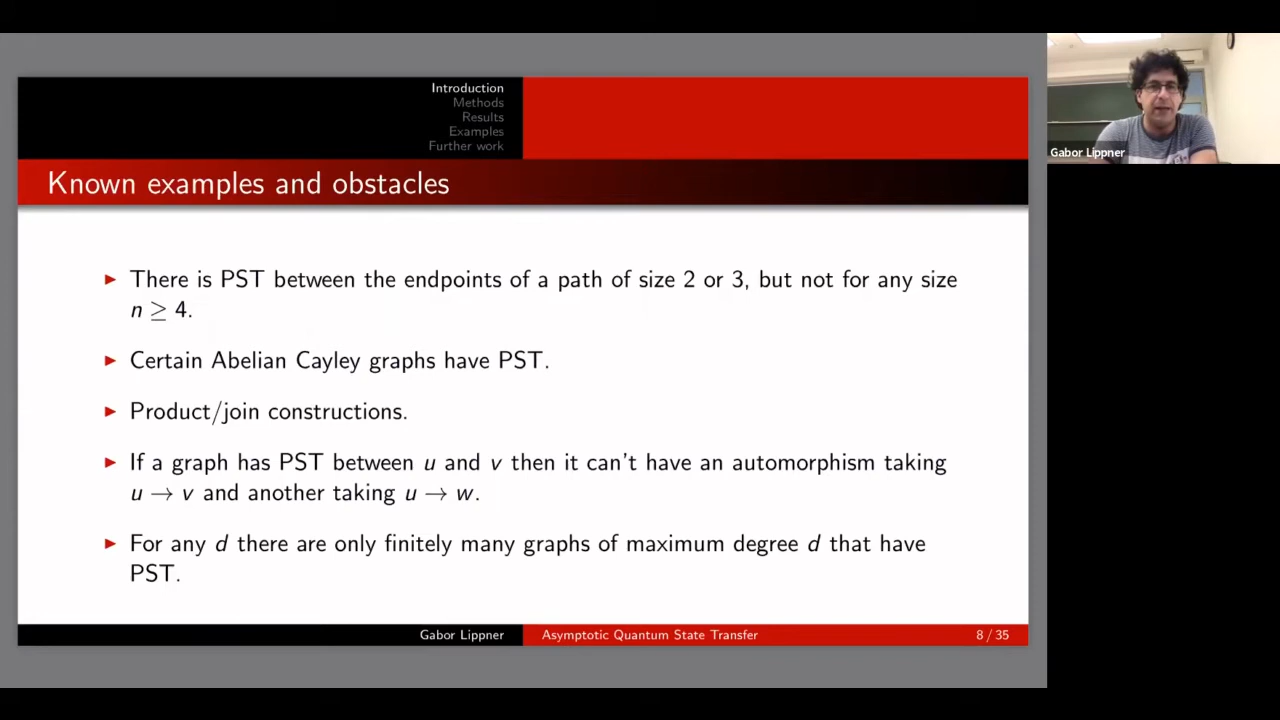 Introduction
Methods
Results
Examples
Further work
Known examples and obstacles
▶ There is PST between the endpoints of a path of size 2 or 3, but not for any size
n ≥ 4.
▶ Certain Abelian Cayley graphs have PST.
▶ Product/join constructions.
▶ If a graph has PST between u and v then it can't have an automorphism taking
u → v and another taking u → w.
▶ For any d there are only finitely many graphs of maximum degree d that have
PST.
Gabor Lippner
Asymptotic Quantum State Transfer
8 / 35
Gabor Lippner